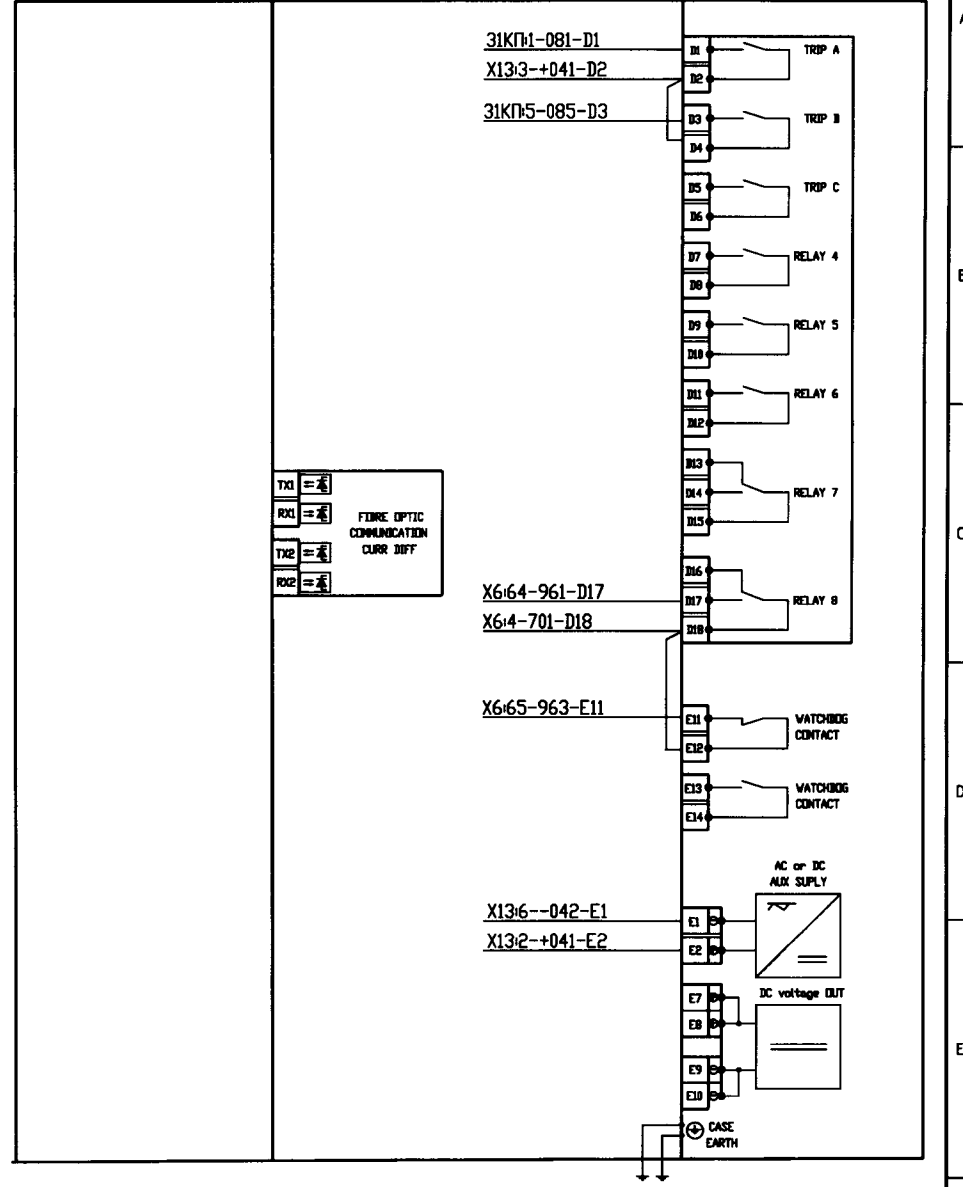 31КП:1-081-D1
D1 TRIP A
X13:3-+041-D2
D2
31КП:5-085-D3
D3 TRIP B
D4
D5 TRIP C
D6
D7 RELAY 4
D8
D9 RELAY 5
D10
D11 RELAY 6
D12
D13
D14 RELAY 7
D15
TX1
RX1
TX2
RX2
FIBRE OPTIC
COMMUNICATION
CURR DIFF
D16
X6:64-961-D17
D17 RELAY 8
X6:4-701-D18
D18
X6:65-963-E11
E11 WATCHDOG
CONTACT
E12
E13 WATCHDOG
CONTACT
E14
AC or DC
AUX SUPLY
X13:6--042-E1
E1
X13:2-+041-E2
E2
DC voltage OUT
E7
E8
E9
E10
CASE
EARTH
A
B
C
D
E